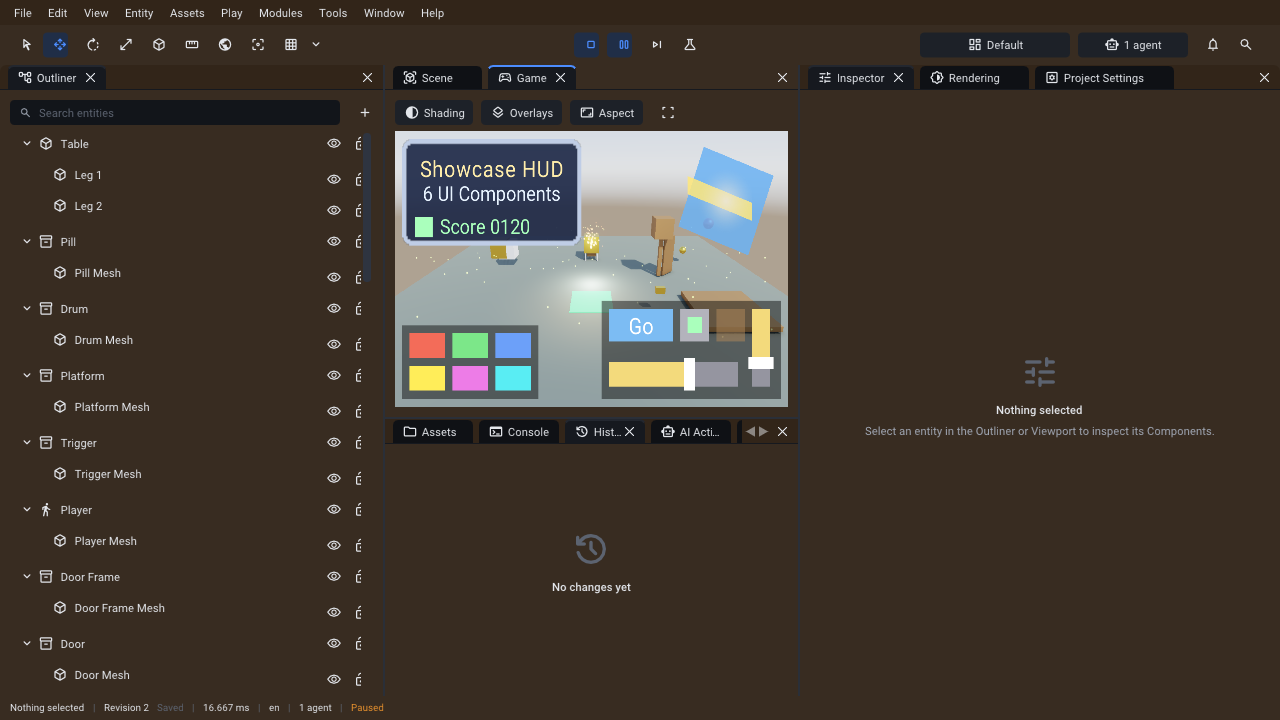 File Edit View Entity Assets Play Modules Tools Window Help
Default
1 agent
Outliner
Scene
Game
Inspector
Rendering
Project Settings
Search entities
Shading
Overlays
Aspect
Table
Leg 1
Leg 2
Pill
Pill Mesh
Drum
Drum Mesh
Platform
Platform Mesh
Trigger
Trigger Mesh
Player
Player Mesh
Door Frame
Door Frame Mesh
Door
Door Mesh
Showcase HUD
6 UI Components
Score 0120
Go
Assets
Console
Hist...
AI Acti...
No changes yet
Nothing selected
Select an entity in the Outliner or Viewport to inspect its Components.
Nothing selected | Revision 2 Saved | 16.667 ms | en | 1 agent | Paused